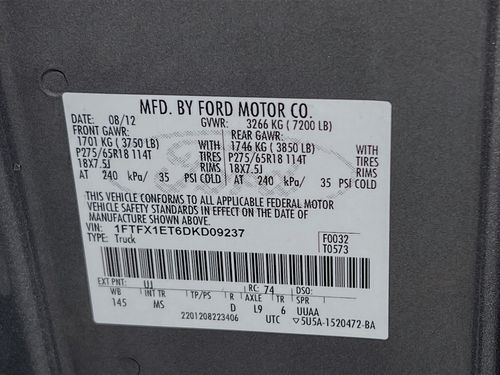 MFD. BY FORD MOTOR CO.
DATE: 08/12 GVWR: 3266 KG ( 7200 LB)
FRONT GAWR: REAR GAWR:
1701 KG ( 3750 LB) WITH 1746 KG ( 3850 LB) WITH
P275/65R18 114T TIRES P275/65R18 114T TIRES
18X7.5J RIMS 18X7.5J RIMS
AT 240 kPa/ 35 PSI COLD AT 240 kPa/ 35 PSI COLD
THIS VEHICLE CONFORMS TO ALL APPLICABLE FEDERAL MOTOR
VEHICLE SAFETY STANDARDS IN EFFECT ON THE DATE OF
MANUFACTURE SHOWN ABOVE.
VIN: 1FTFX1ET6DKD09237 F0032
TYPE: Truck T0573
EXT PNT: UJ RC: 74 DSO:
WB INT TR TP/PS R AXLE TR SPR
145 MS D L9 6 UUAA
2201208223406 UTC 5U5A-1520472-BA